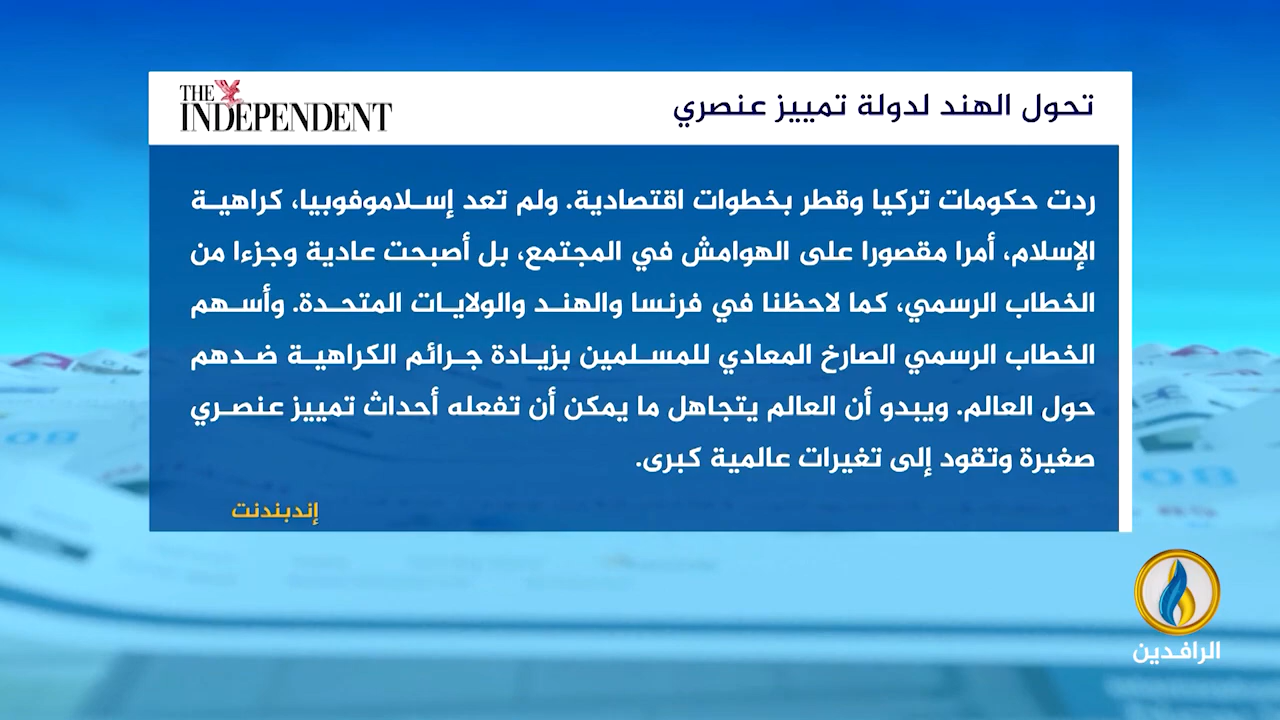 THE
INDEPENDENT
تحول الهند لدولة تمييز عنصري
ردت حكومات تركيا وقطر بخطوات اقتصادية. ولم تعد إسلاموفوبيا، كراهية
الإسلام، أمرا مقصورا على الهوامش في المجتمع، بل أصبحت عادية وجزءا من
الخطاب الرسمي، كما لاحظنا في فرنسا والهند والولايات المتحدة. وأسهم
الخطاب الرسمي الصارخ المعادي للمسلمين بزيادة جرائم الكراهية ضدهم
حول العالم. ويبدو أن العالم يتجاهل ما يمكن أن تفعله أحداث تمييز عنصري
صغيرة وتقود إلى تغيرات عالمية كبرى.
إندبندنت
الرافدين